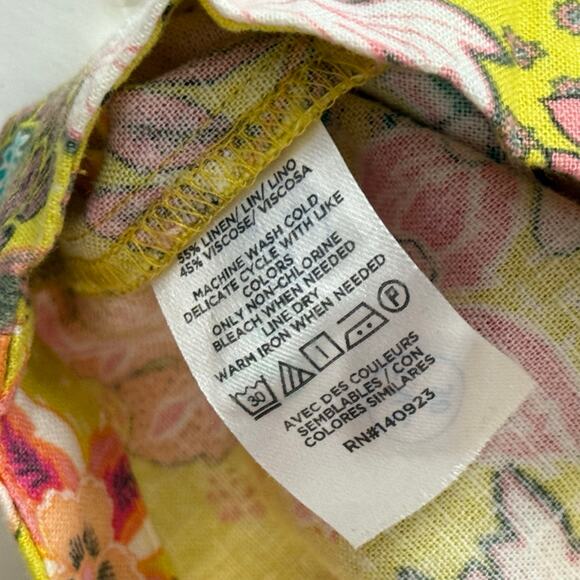 55% LINEN/ LIN/ LINO
45% VISCOSE/ VISCOSA
MACHINE WASH COLD
DELICATE CYCLE WITH LIKE
COLORS
ONLY NON-CHLORINE
BLEACH WHEN NEEDED
LINE DRY
WARM IRON WHEN NEEDED
30 P
AVEC DES COULEURS
SEMBLABLES / CON
COLORES SIMILARES
RN#140923